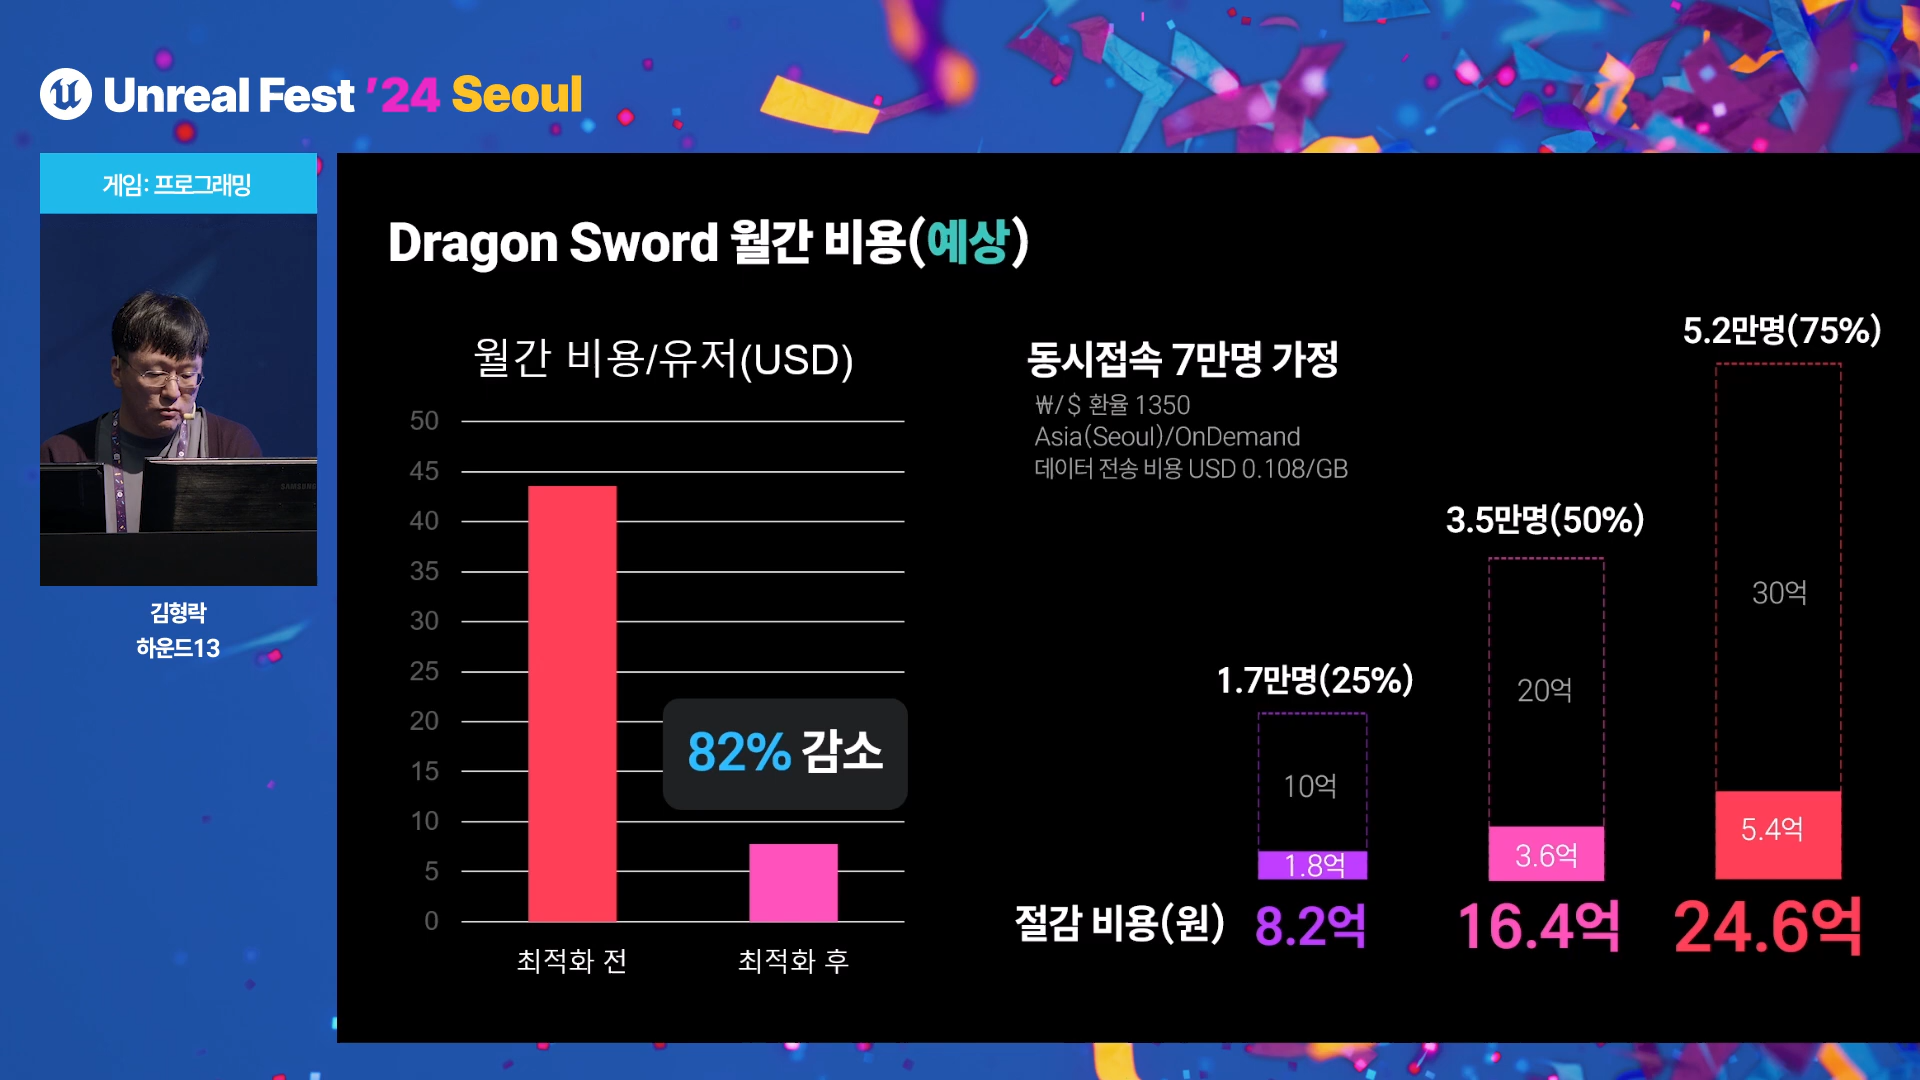 Unreal Fest '24 Seoul
게임: 프로그래밍
SAMSUNG
김형락
하운드13
Dragon Sword 월간 비용(예상)
월간 비용/유저(USD)
50
45
40
35
30
25
20
15
10
5
0
82% 감소
최적화 전
최적화 후
동시접속 7만명 가정
₩/$ 환율 1350
Asia(Seoul)/OnDemand
데이터 전송 비용 USD 0.108/GB
1.7만명(25%)
10억
1.8억
3.5만명(50%)
20억
3.6억
5.2만명(75%)
30억
5.4억
절감 비용(원)
8.2억
16.4억
24.6억